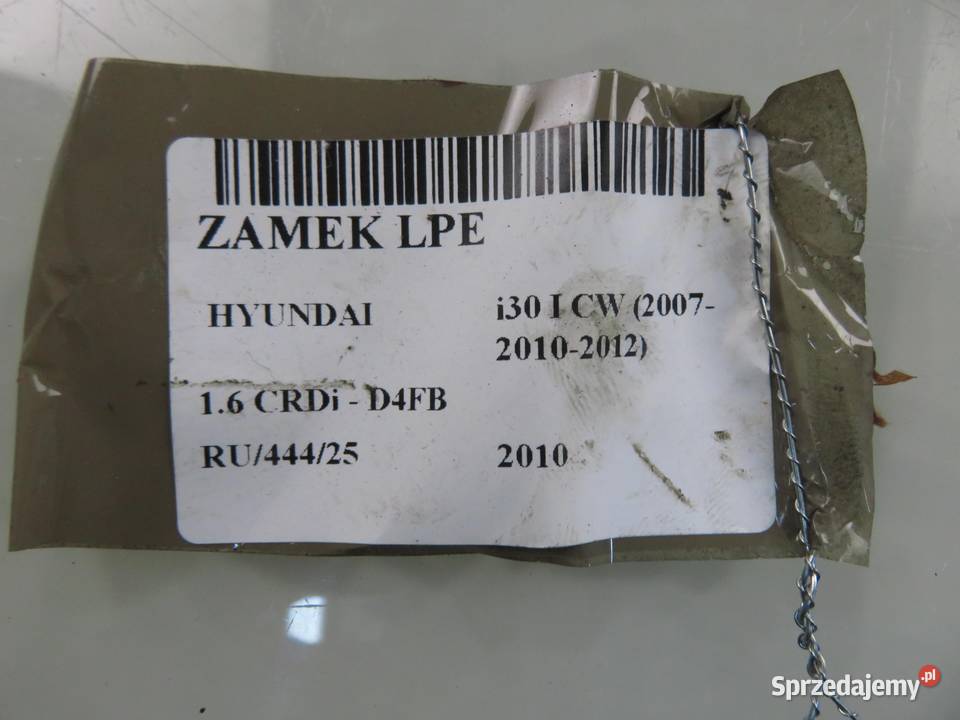 ZAMEK LPE
HYUNDAI
i30 I CW (2007-
2010-2012)
1.6 CRDi - D4FB
RU/444/25
2010
Sprzedajemy.pl